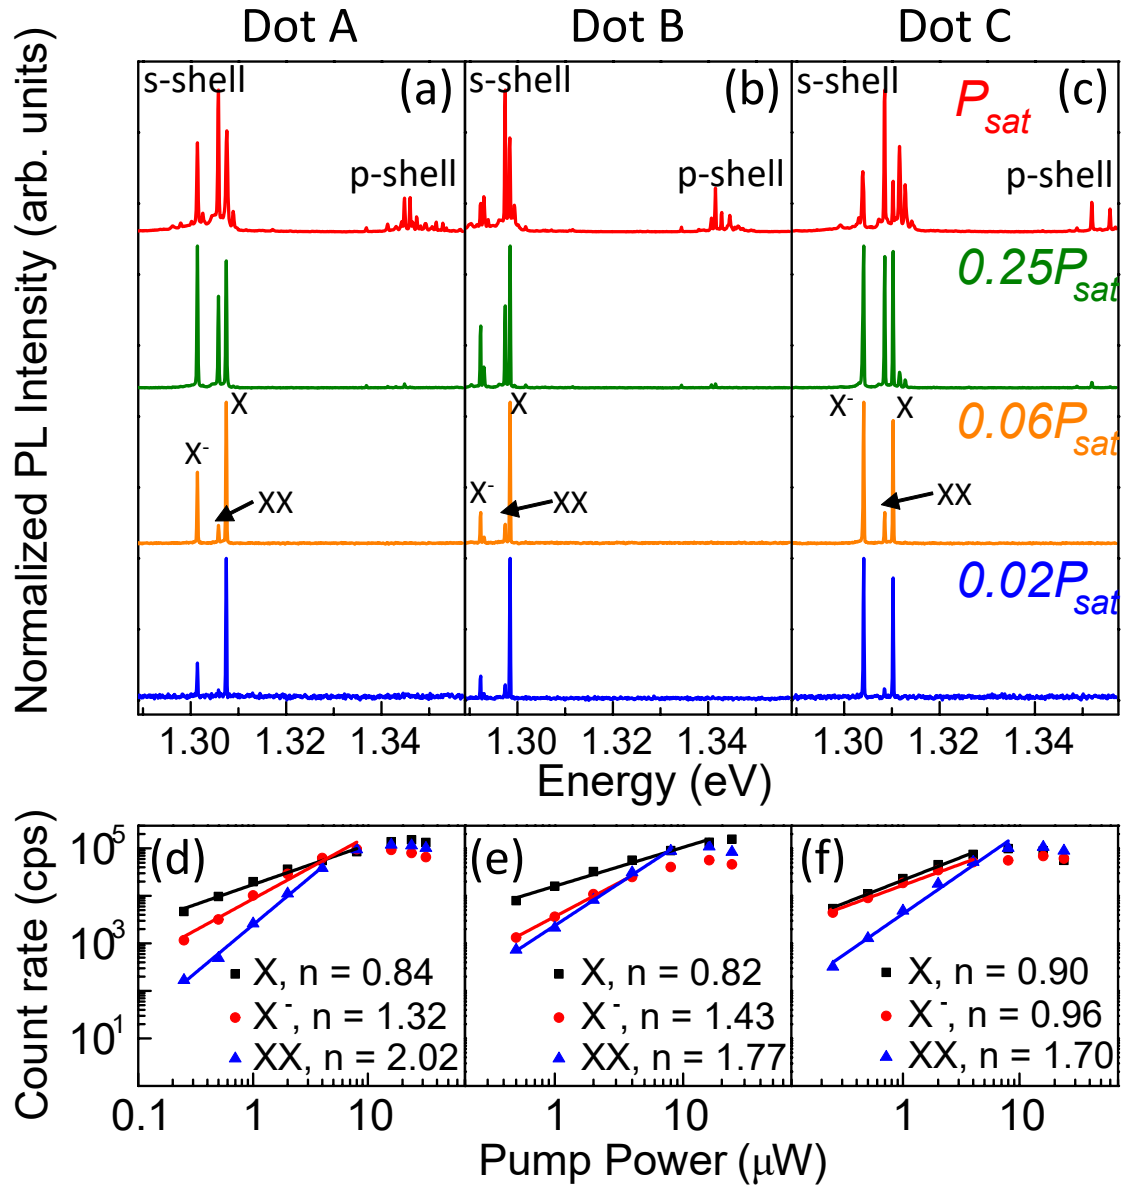 Dot A Dot B Dot C
Normalized PL Intensity (arb. units)
s-shell (a) s-shell (b) s-shell (c)
P_sat
p-shell p-shell p-shell
0.25P_sat
X X⁻ XX
X X⁻ XX
X⁻ X XX
0.06P_sat
0.02P_sat
1.30 1.32 1.34 1.30 1.32 1.34 1.30 1.32 1.34
Energy (eV)
Count rate (cps)
10⁵
10³
10¹
(d)
X, n = 0.84
X⁻, n = 1.32
XX, n = 2.02
(e)
X, n = 0.82
X⁻, n = 1.43
XX, n = 1.77
(f)
X, n = 0.90
X⁻, n = 0.96
XX, n = 1.70
0.1 1 10 1 10 1 10
Pump Power (μW)